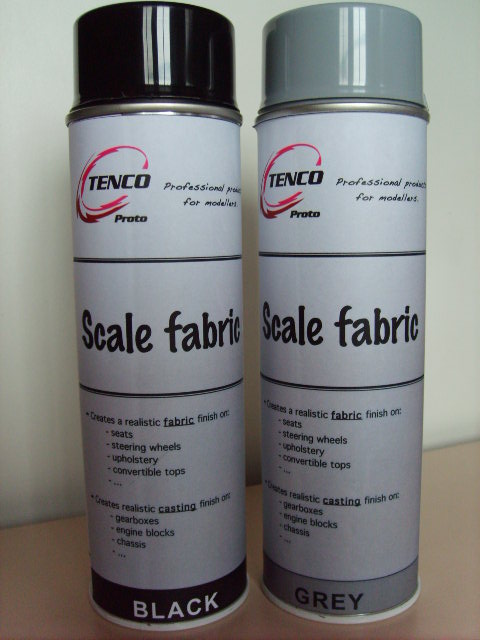 TENCO
Proto
Professional produc
for modellers.
Scale fabric
- Creates a realistic fabric finish on:
- seats
- steering wheels
- upholstery
- convertible tops
- ...
- Creates realistic casting finish on:
- gearboxes
- engine blocks
- chassis
- ...
BLACK
TENCO
Proto
Professional products
for modellers.
Scale fabric
- Creates a realistic fabric finish on:
- seats
- steering wheels
- upholstery
- convertible tops
- ...
- Creates realistic casting finish on:
- gearboxes
- engine blocks
- chassis
- ...
GREY